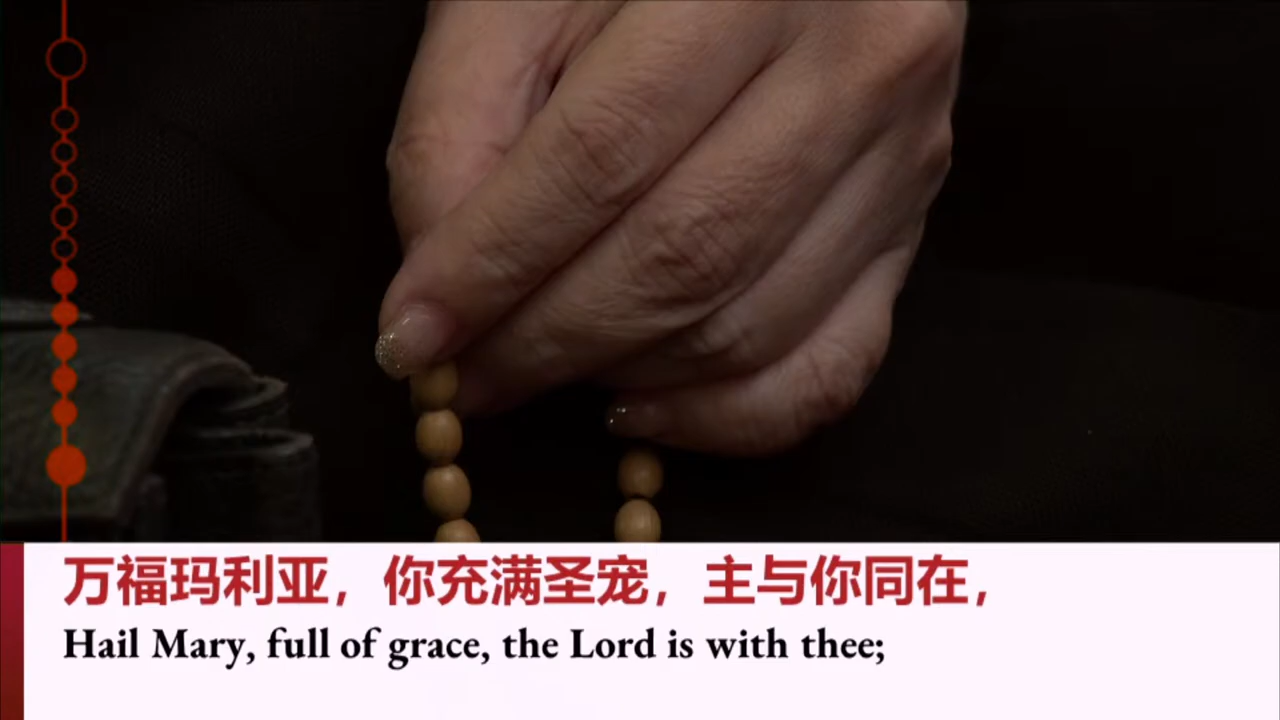 万福玛利亚，你充满圣宠，主与你同在，
Hail Mary, full of grace, the Lord is with thee;